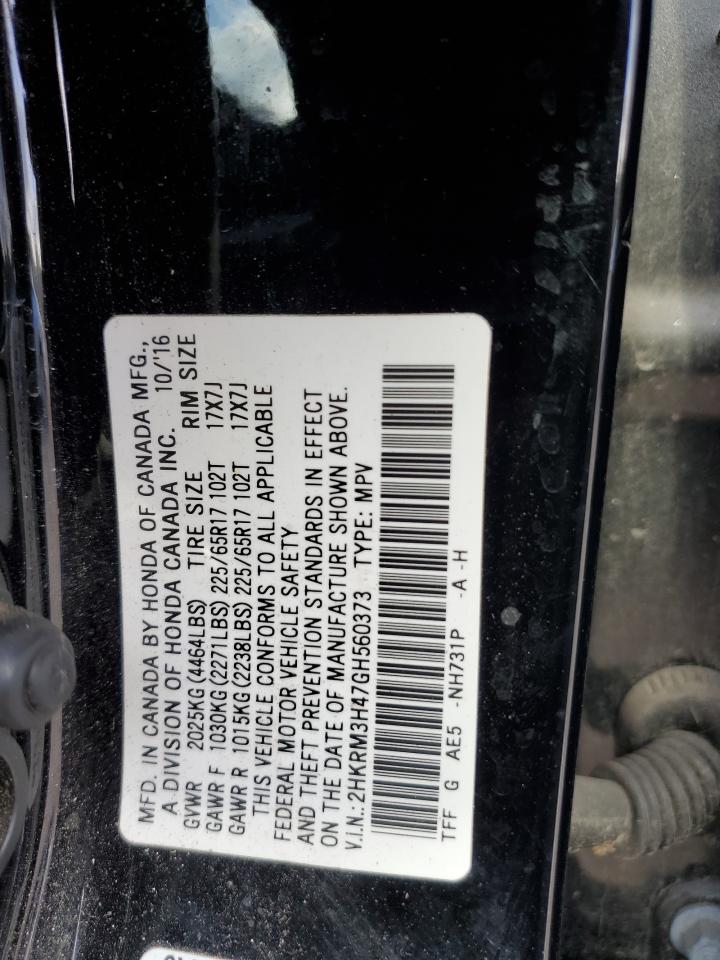 MFD. IN CANADA BY HONDA OF CANADA MFG.,
A DIVISION OF HONDA CANADA INC. 10/'16
GVWR 2025KG (4464LBS) TIRE SIZE RIM SIZE
GAWR F 1030KG (2271LBS) 225/65R17 102T 17X7J
GAWR R 1015KG (2238LBS) 225/65R17 102T 17X7J
THIS VEHICLE CONFORMS TO ALL APPLICABLE
FEDERAL MOTOR VEHICLE SAFETY
AND THEFT PREVENTION STANDARDS IN EFFECT
ON THE DATE OF MANUFACTURE SHOWN ABOVE.
V.I.N.: 2HKRM3H47GH560373 TYPE: MPV
TFF G AE5 -NH731P -A -H